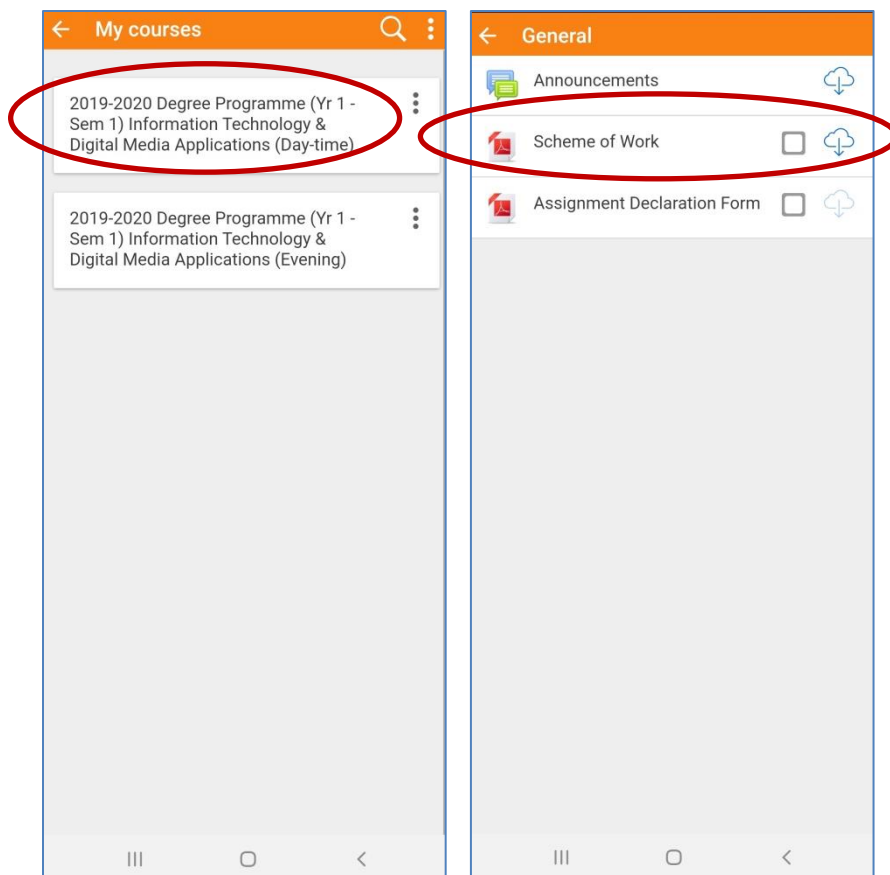 My courses
2019-2020 Degree Programme (Yr 1 -
Sem 1) Information Technology &
Digital Media Applications (Day-time)
2019-2020 Degree Programme (Yr 1 -
Sem 1) Information Technology &
Digital Media Applications (Evening)
General
Announcements
Scheme of Work
Assignment Declaration Form